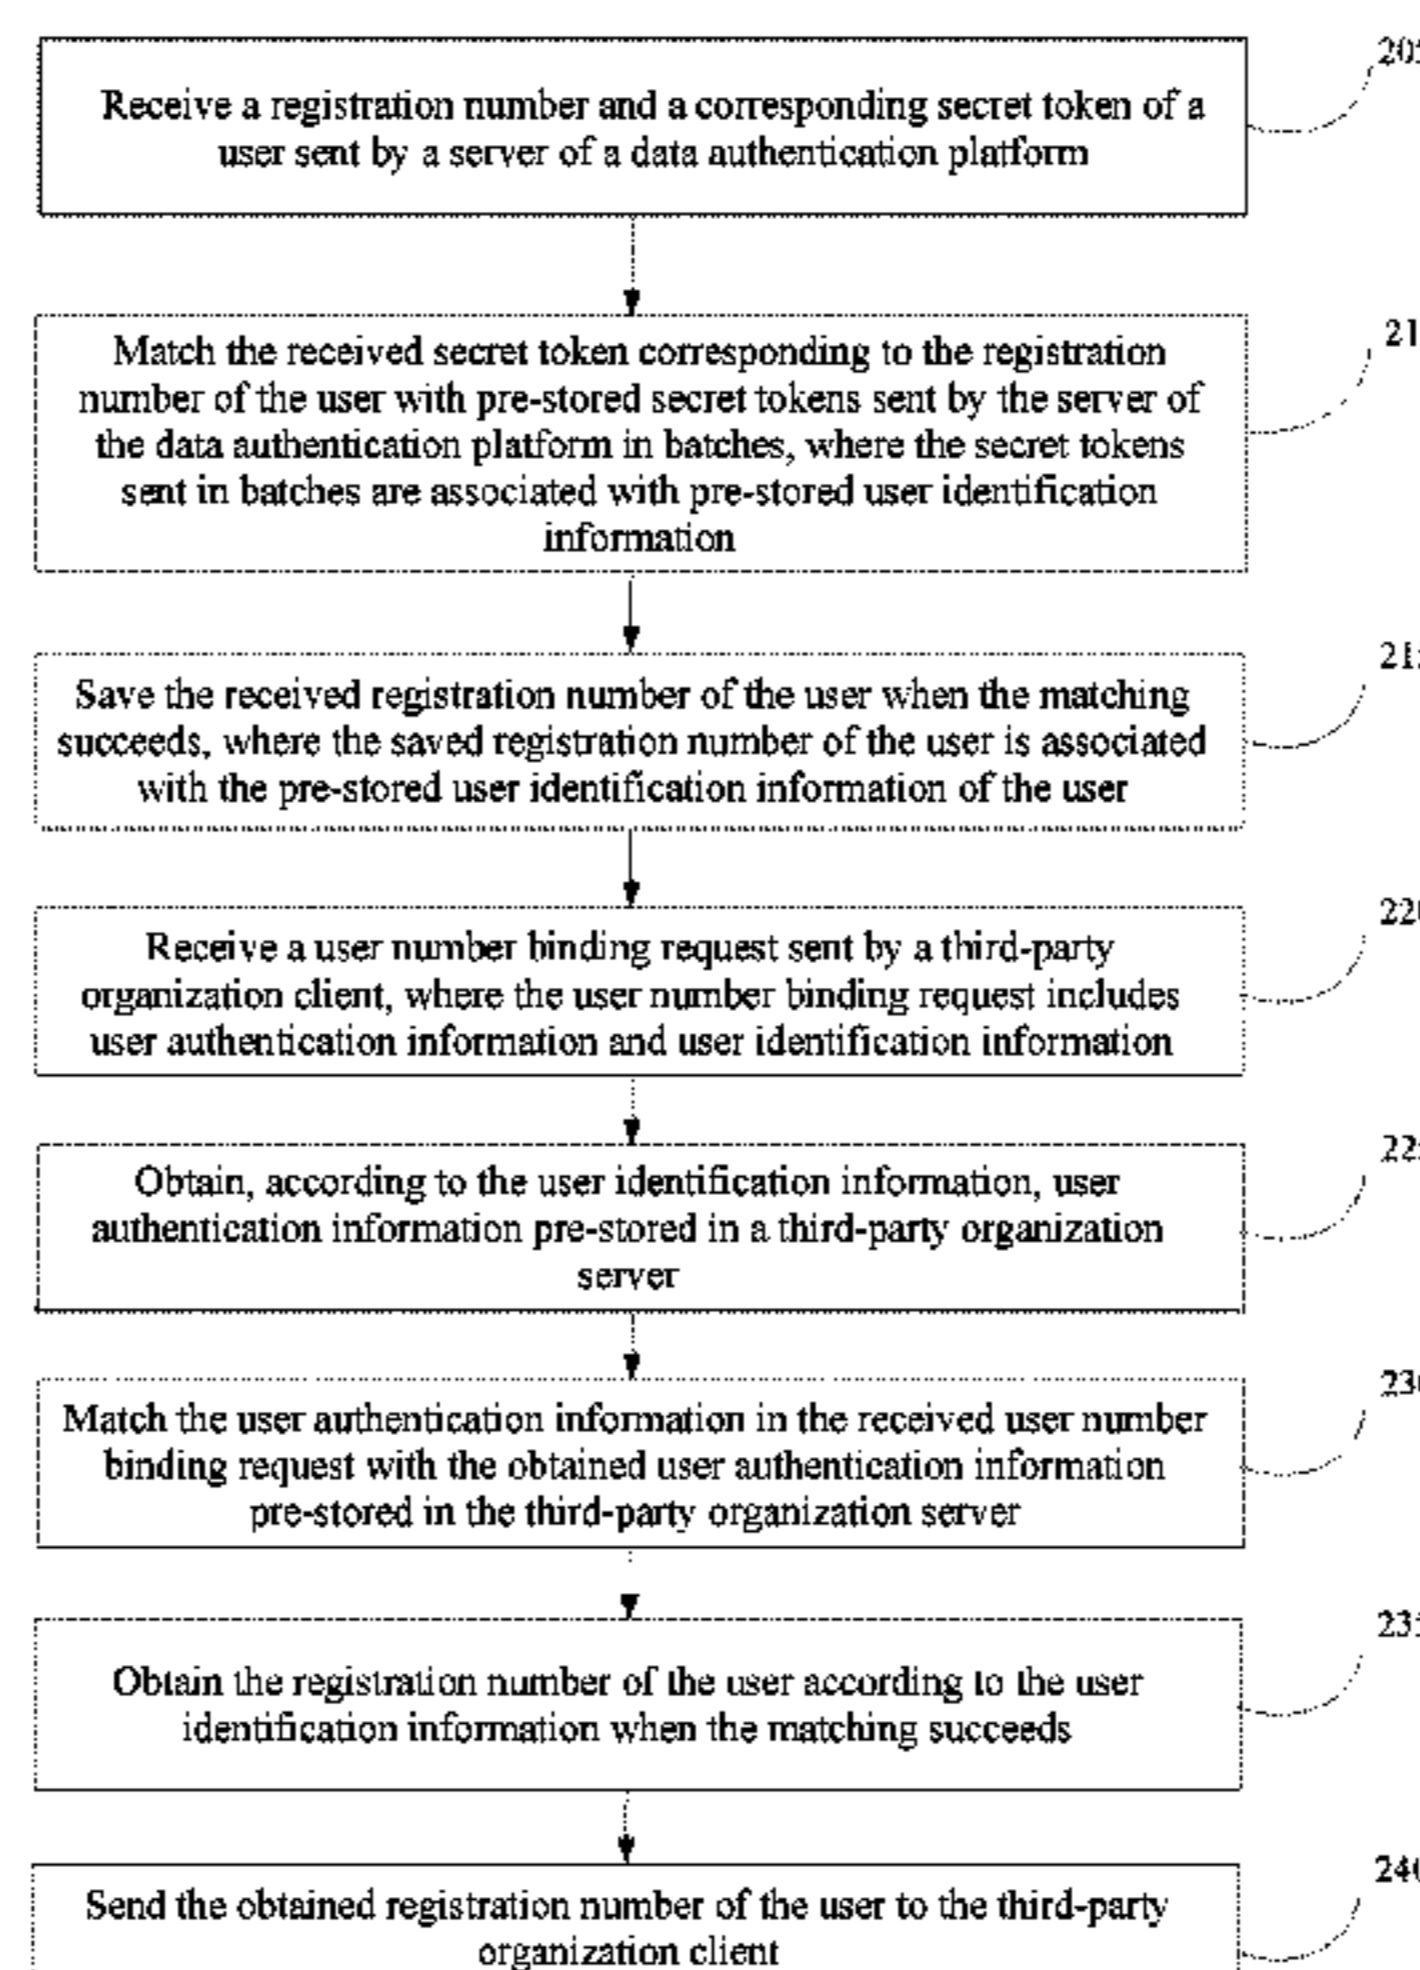 205
Receive a registration number and a corresponding secret token of a
user sent by a server of a data authentication platform
21
Match the received secret token corresponding to the registration
number of the user with pre-stored secret tokens sent by the server of
the data authentication platform in batches, where the secret tokens
sent in batches are associated with pre-stored user identification
information
215
Save the received registration number of the user when the matching
succeeds, where the saved registration number of the user is associated
with the pre-stored user identification information of the user
220
Receive a user number binding request sent by a third-party
organization client, where the user number binding request includes
user authentication information and user identification information
225
Obtain, according to the user identification information, user
authentication information pre-stored in a third-party organization
server
230
Match the user authentication information in the received user number
binding request with the obtained user authentication information
pre-stored in the third-party organization server
235
Obtain the registration number of the user according to the user
identification information when the matching succeeds
240
Send the obtained registration number of the user to the third-party
organization client